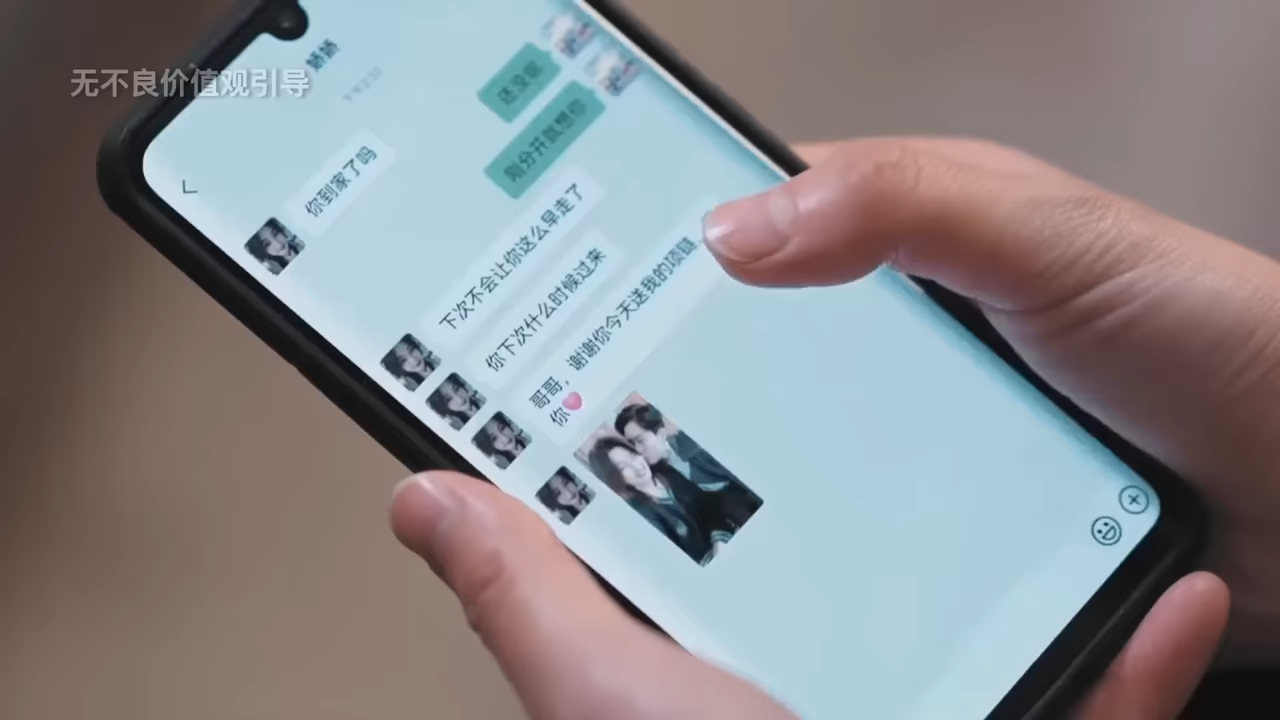 无不良价值观引导
你到家了吗
还没呢
刚分开就想你
下次不会让你这么早走了
你下次什么时候过来
哥哥，谢谢你今天送我的项链
你